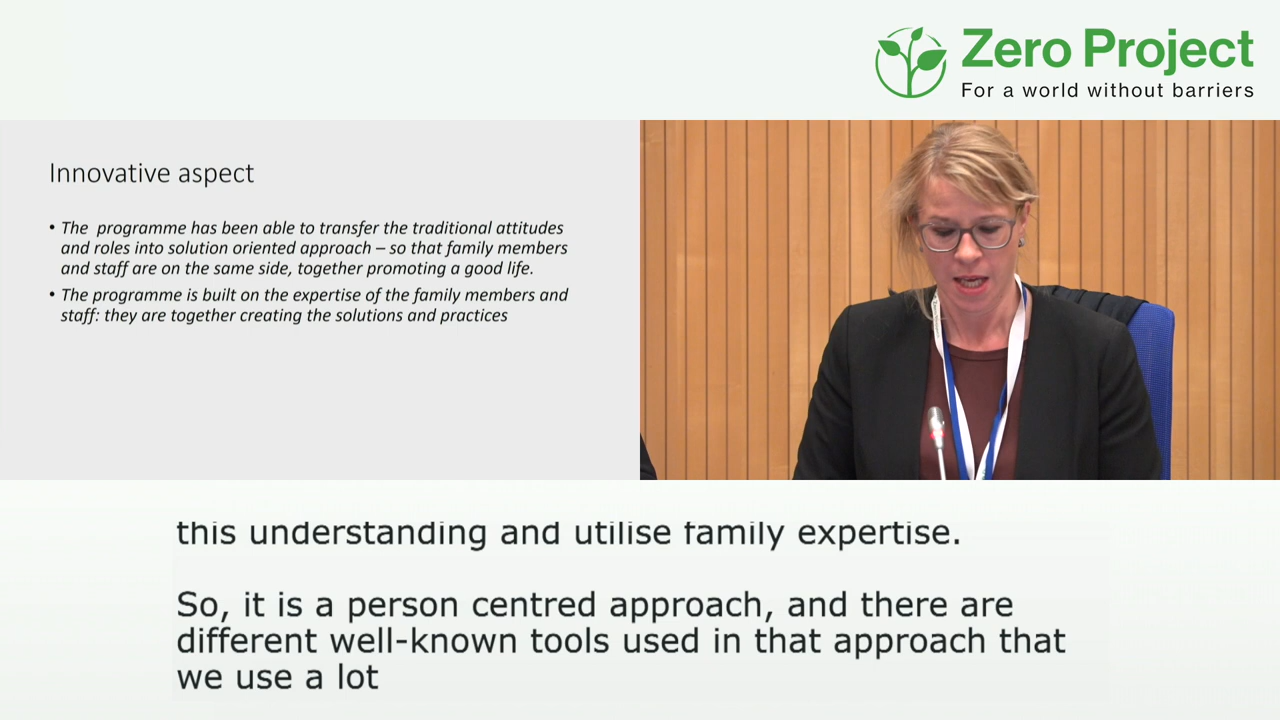 Zero Project
For a world without barriers
Innovative aspect
• The  programme has been able to transfer the traditional attitudes
and roles into solution oriented approach – so that family members
and staff are on the same side, together promoting a good life.
• The programme is built on the expertise of the family members and
staff: they are together creating the solutions and practices
this understanding and utilise family expertise.
So, it is a person centred approach, and there are
different well-known tools used in that approach that
we use a lot